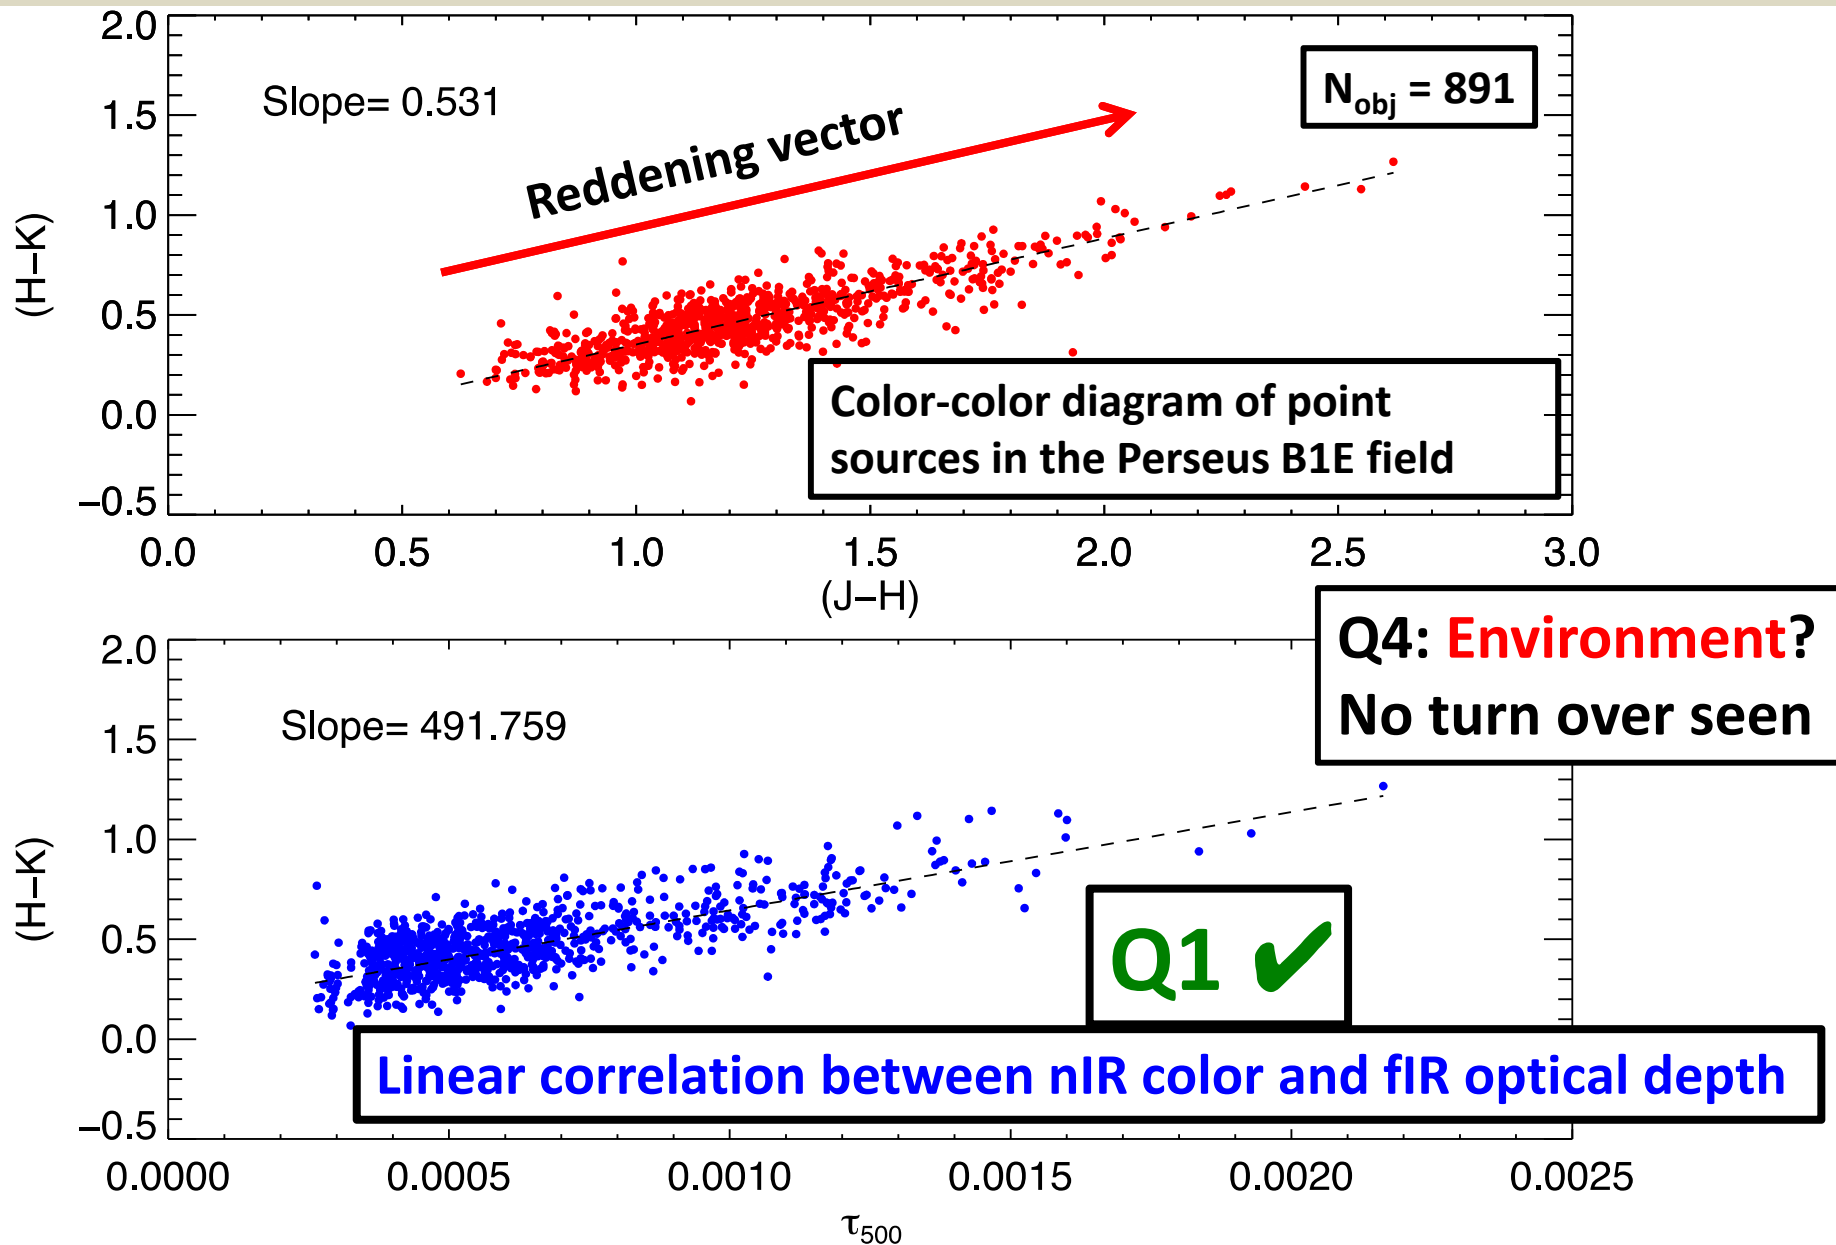 2.0
1.5
1.0
0.5
0.0
−0.5
(H−K)
Slope= 0.531
Reddening vector
N_obj = 891
Color-color diagram of point
sources in the Perseus B1E field
0.0 0.5 1.0 1.5 2.0 2.5 3.0
(J−H)
Q4: Environment?
No turn over seen
2.0
1.5
1.0
0.5
0.0
−0.5
(H−K)
Slope= 491.759
Q1 ✔
Linear correlation between nIR color and fIR optical depth
0.0000 0.0005 0.0010 0.0015 0.0020 0.0025
τ_500